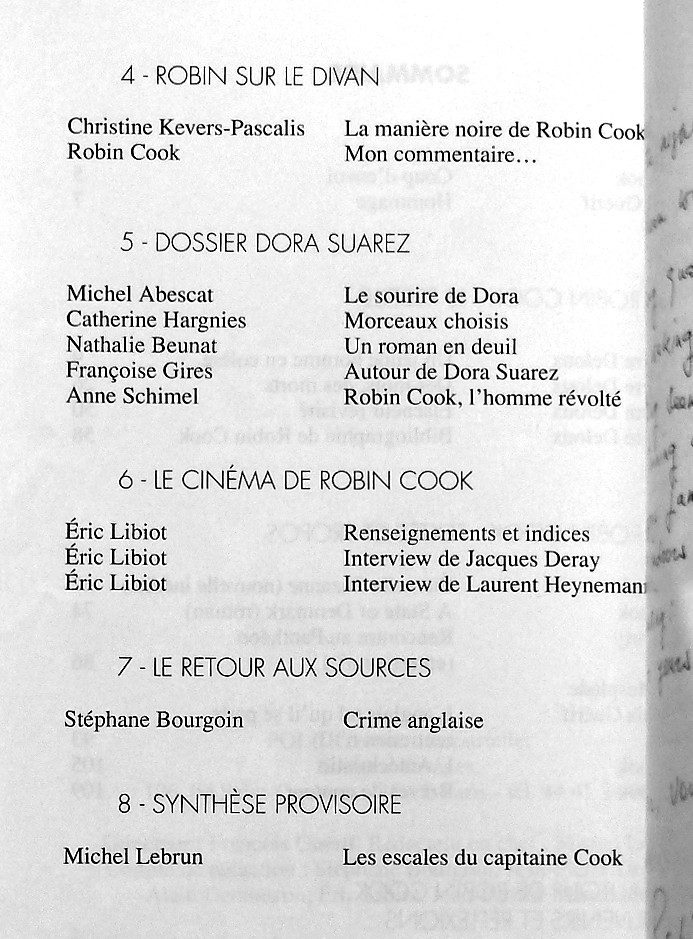 4 - ROBIN SUR LE DIVAN
Christine Kevers-Pascalis La manière noire de Robin Cook
Robin Cook Mon commentaire…
5 - DOSSIER DORA SUAREZ
Michel Abescat Le sourire de Dora
Catherine Hargnies Morceaux choisis
Nathalie Beunat Un roman en deuil
Françoise Gires Autour de Dora Suarez
Anne Schimel Robin Cook, l'homme révolté
6 - LE CINÉMA DE ROBIN COOK
Éric Libiot Renseignements et indices
Éric Libiot Interview de Jacques Deray
Éric Libiot Interview de Laurent Heynemann
7 - LE RETOUR AUX SOURCES
Stéphane Bourgoin Crime anglaise
8 - SYNTHÈSE PROVISOIRE
Michel Lebrun Les escales du capitaine Cook